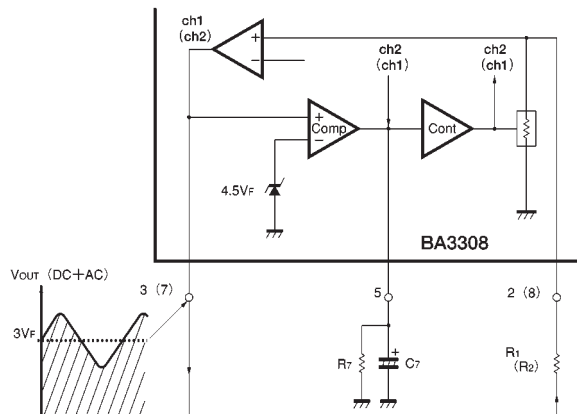 ch1
(ch2)
+
−
ch2
(ch1)
ch2
(ch1)
+
Comp
−
Cont
4.5VF
BA3308
VOUT (DC+AC)
3 (7)
5
2 (8)
3VF
+
R7
C7
R1
(R2)